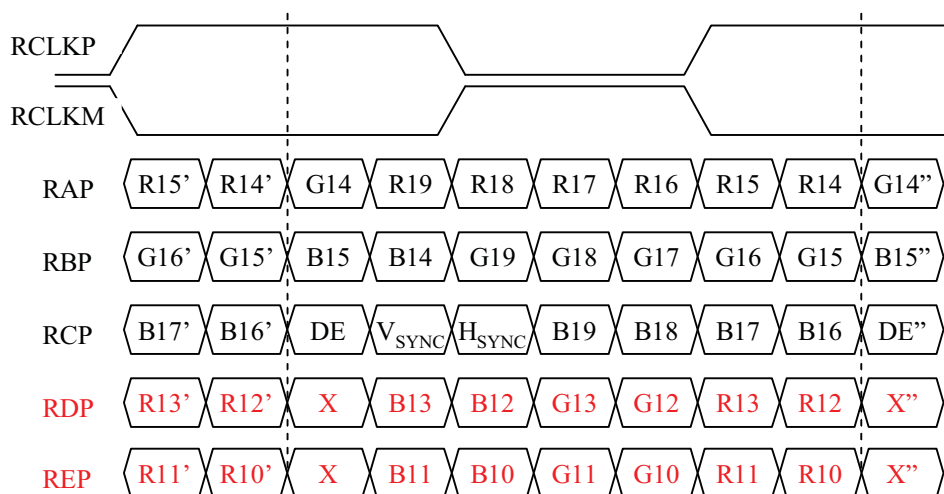 RCLKP
RCLKM
RAP R15’ R14’ G14 R19 R18 R17 R16 R15 R14 G14”
RBP G16’ G15’ B15 B14 G19 G18 G17 G16 G15 B15”
RCP B17’ B16’ DE VSYNC HSYNC B19 B18 B17 B16 DE”
RDP R13’ R12’ X B13 B12 G13 G12 R13 R12 X”
REP R11’ R10’ X B11 B10 G11 G10 R11 R10 X”